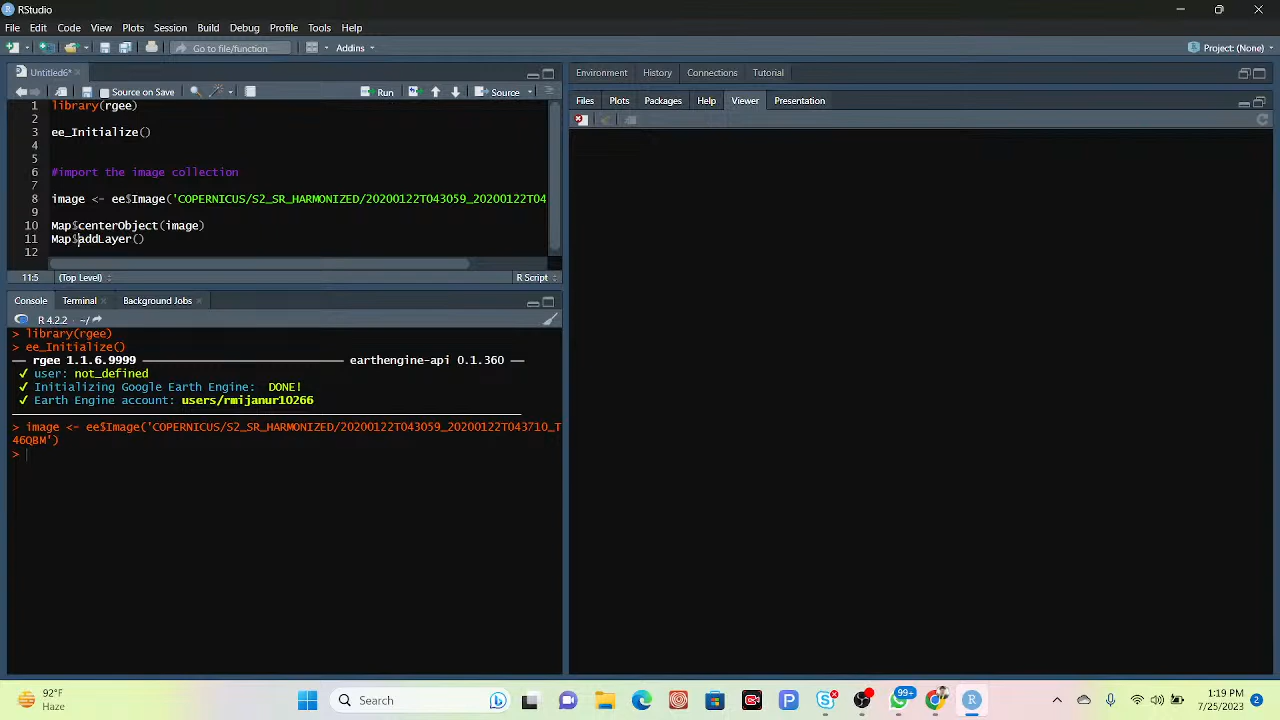 RStudio
File Edit Code View Plots Session Build Debug Profile Tools Help
Go to file/function Addins Project: (None)
Untitled6*
Source on Save Run Source
1 library(rgee)
2
3 ee_Initialize()
4
5
6 #import the image collection
7
8 image <- ee$Image('COPERNICUS/S2_SR_HARMONIZED/20200122T043059_20200122T04
9
10 Map$centerObject(image)
11 Map$addLayer()
12
11:5 (Top Level) R Script
Console Terminal Background Jobs
R 4.2.2 · ~/
> library(rgee)
> ee_Initialize()
── rgee 1.1.6.9999 ── earthengine-api 0.1.360 ──
✓ user: not_defined
✓ Initializing Google Earth Engine: DONE!
✓ Earth Engine account: users/rmijanur10266
> image <- ee$Image('COPERNICUS/S2_SR_HARMONIZED/20200122T043059_20200122T043710_T
46QBM')
>
Environment History Connections Tutorial
Files Plots Packages Help Viewer Presentation
92°F
Haze
Search
99+
1:19 PM
7/25/2023
2